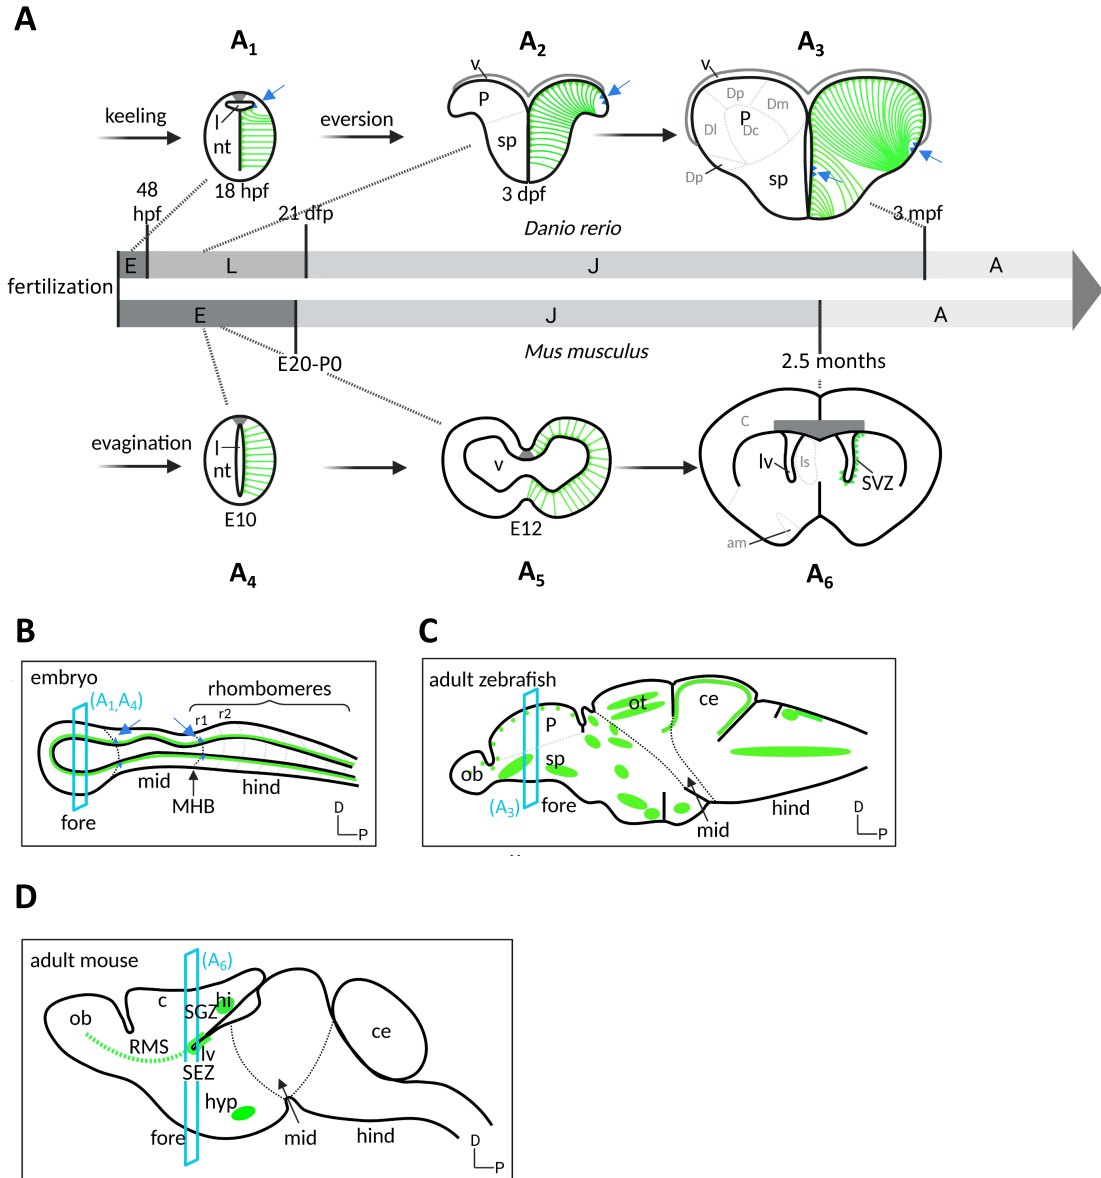 A
A1
A2
A3
keeling
l
nt
18 hpf
eversion
v
P
sp
3 dpf
v
Dp
Dm
P
Dl
Dc
Dp
sp
48
hpf
21 dfp
Danio rerio
3 mpf
E
L
J
A
fertilization
E
J
A
E20-P0
Mus musculus
2.5 months
evagination
l
nt
E10
v
E12
C
lv
ls
SVZ
am
A4
A5
A6
B
embryo
(A1,A4)
rhombomeres
r1
r2
mid
MHB
hind
fore
D
P
C
adult zebrafish
P
ot
ce
ob
sp
(A3)
fore
mid
hind
D
P
D
adult mouse
(A6)
ob
c
hi
SGZ
RMS
lv
SEZ
ce
hyp
fore
mid
hind
D
P